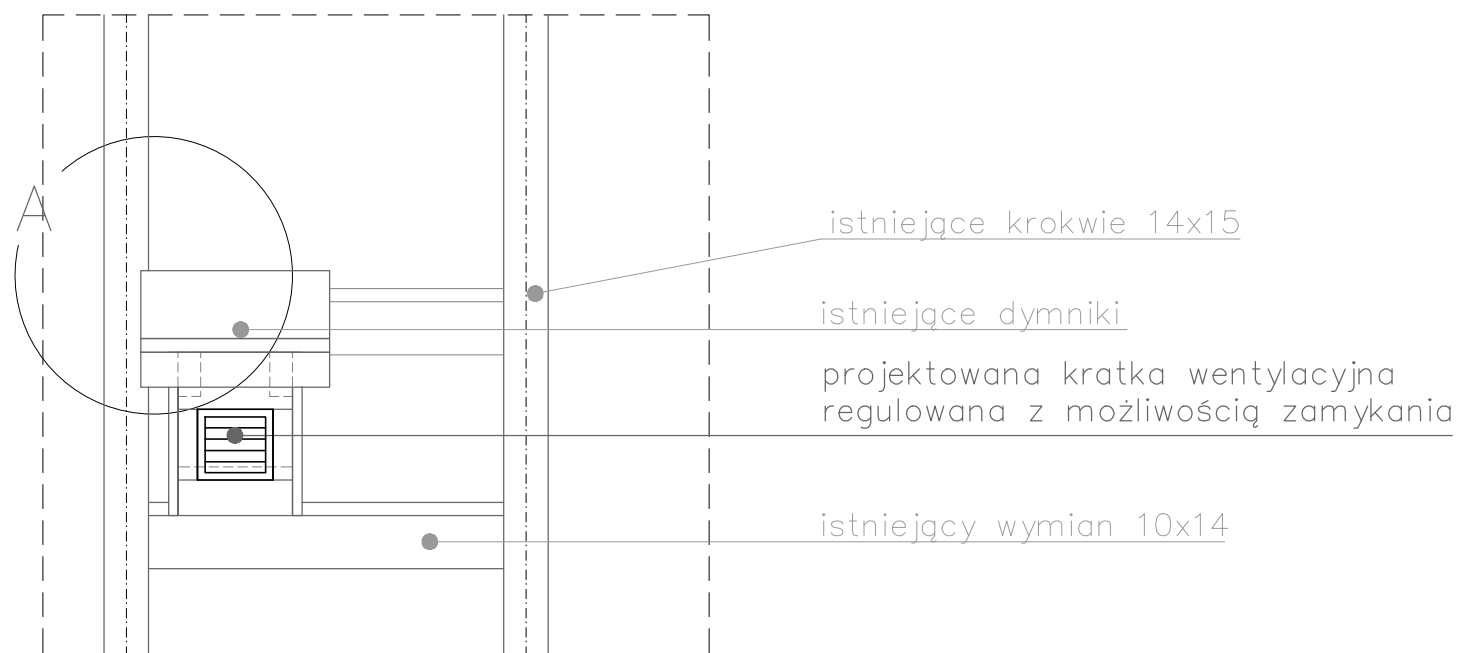 A
istniejące krokwie 14x15
istniejące dymniki
projektowana kratka wentylacyjna
regulowana z możliwością zamykania
istniejący wymian 10x14